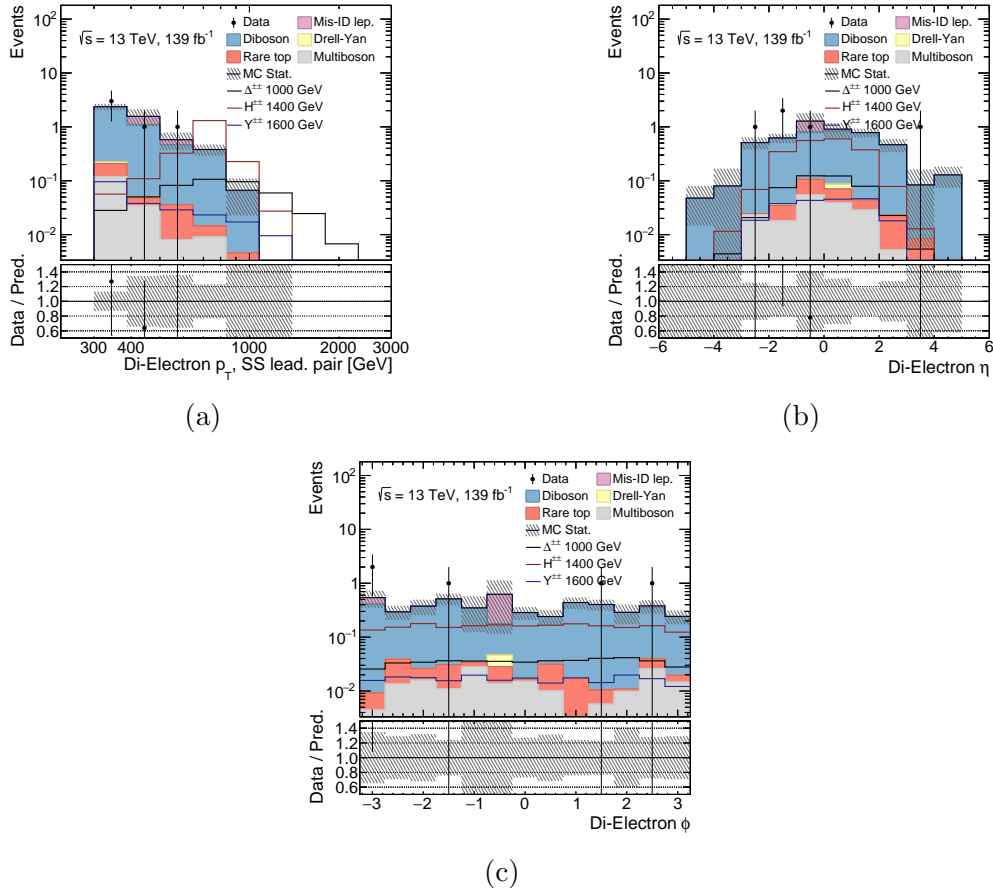 Events
10²
10
1
10⁻¹
10⁻²
√s = 13 TeV, 139 fb⁻¹
Data
Diboson
Rare top
MC Stat.
Δ±± 1000 GeV
H±± 1400 GeV
Y±± 1600 GeV
Mis-ID lep.
Drell-Yan
Multiboson
Data / Pred.
1.4
1.2
1.0
0.8
0.6
300 400 1000 2000 3000
Di-Electron p_T, SS lead. pair [GeV]
(a)
Events
10²
10
1
10⁻¹
10⁻²
√s = 13 TeV, 139 fb⁻¹
Data
Diboson
Rare top
MC Stat.
Δ±± 1000 GeV
H±± 1400 GeV
Y±± 1600 GeV
Mis-ID lep.
Drell-Yan
Multiboson
Data / Pred.
1.4
1.2
1.0
0.8
0.6
−6 −4 −2 0 2 4 6
Di-Electron η
(b)
Events
10²
10
1
10⁻¹
10⁻²
√s = 13 TeV, 139 fb⁻¹
Data
Diboson
Rare top
MC Stat.
Δ±± 1000 GeV
H±± 1400 GeV
Y±± 1600 GeV
Mis-ID lep.
Drell-Yan
Multiboson
Data / Pred.
1.4
1.2
1.0
0.8
0.6
−3 −2 −1 0 1 2 3
Di-Electron ϕ
(c)